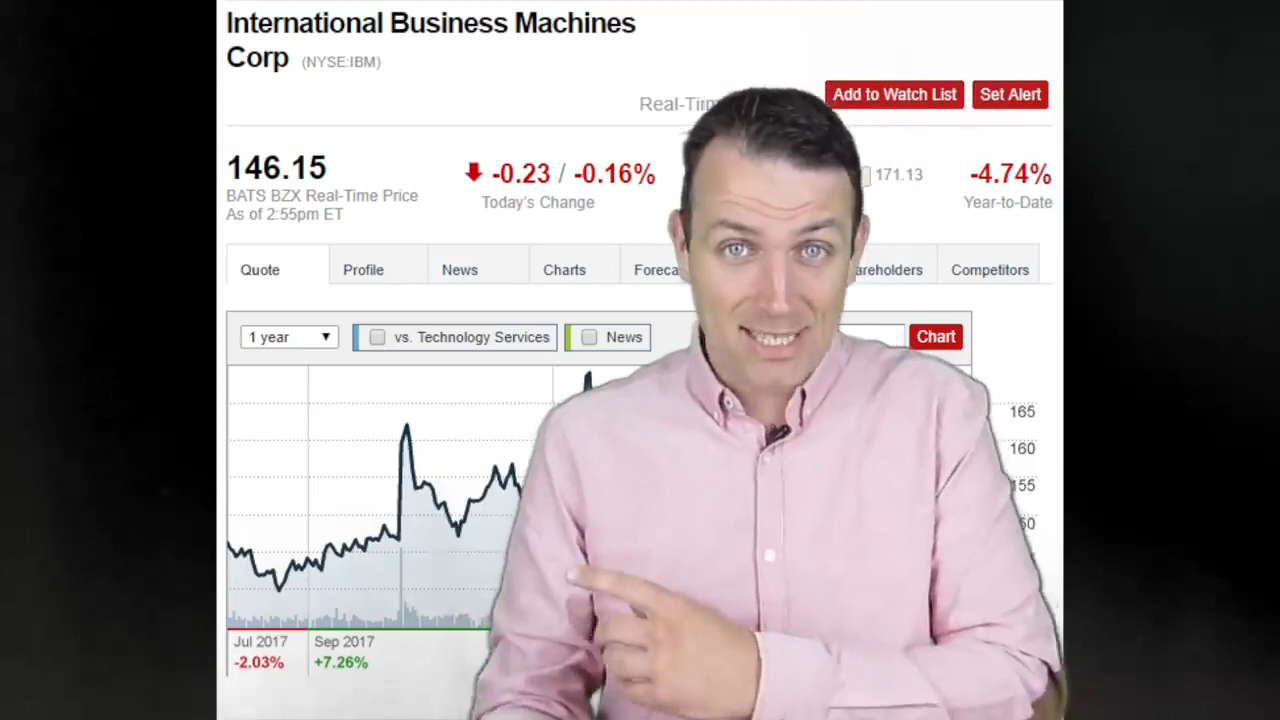 International Business Machines
Corp (NYSE:IBM)
Add to Watch List Set Alert
146.15
-0.23 / -0.16%
171.13
-4.74%
BATS BZX Real-Time Price
Today's Change
Year-to-Date
As of 2:55pm ET
Quote Profile News Charts Competitors
1 year vs. Technology Services News Chart
165
160
155
Jul 2017 Sep 2017
-2.03% +7.26%